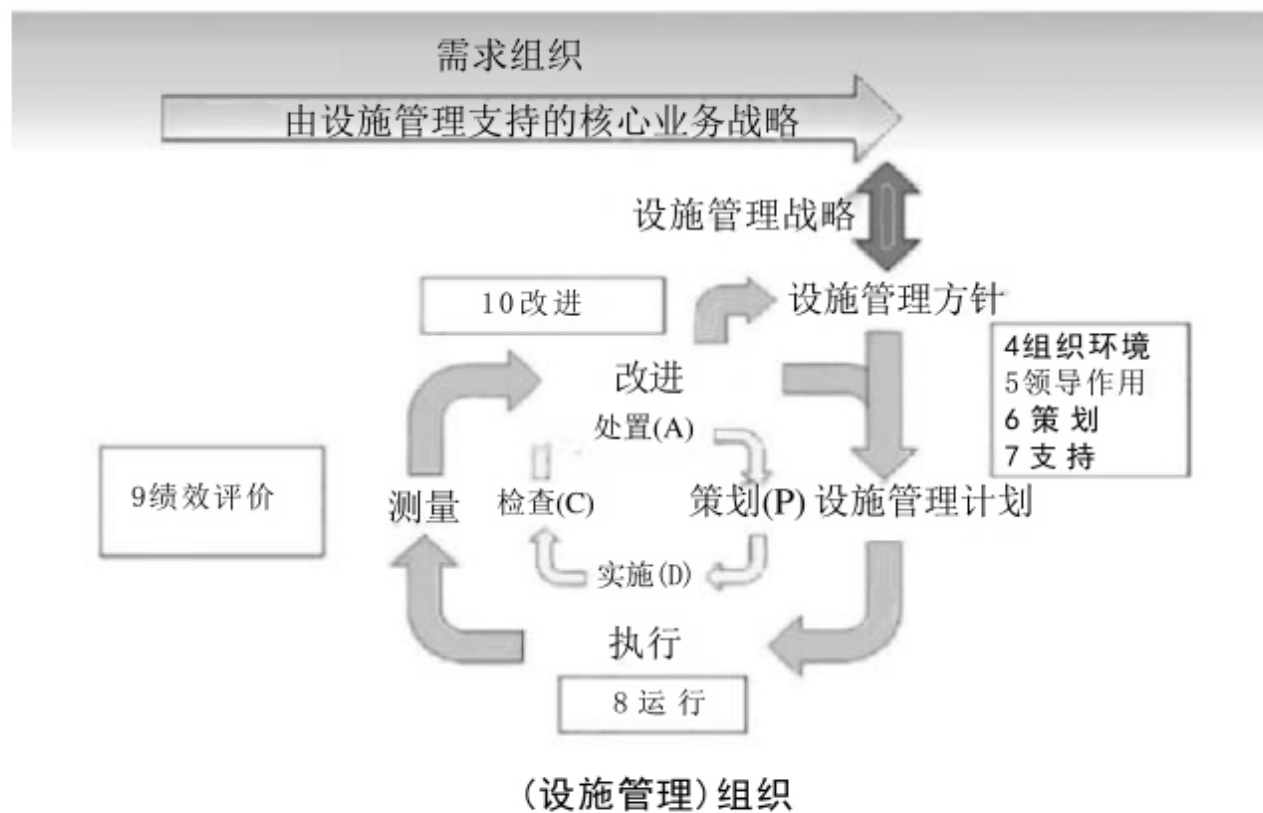 需求组织
由设施管理支持的核心业务战略
设施管理战略
10改进
设施管理方针
4组织环境
5领导作用
6 策 划
7 支 持
改进
处置(A)
9绩效评价
测量
检查(C)
策划(P) 设施管理计划
实施(D)
执行
8 运 行
(设施管理)组织